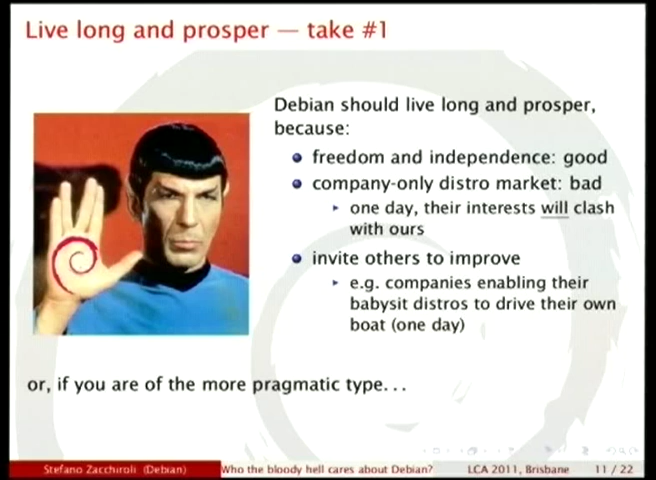 Live long and prosper — take #1
Debian should live long and prosper,
because:
freedom and independence: good
company-only distro market: bad
one day, their interests will clash
with ours
invite others to improve
e.g. companies enabling their
babysit distros to drive their own
boat (one day)
or, if you are of the more pragmatic type...
Stefano Zacchiroli (Debian) Who the bloody hell cares about Debian? LCA 2011, Brisbane 11 / 22